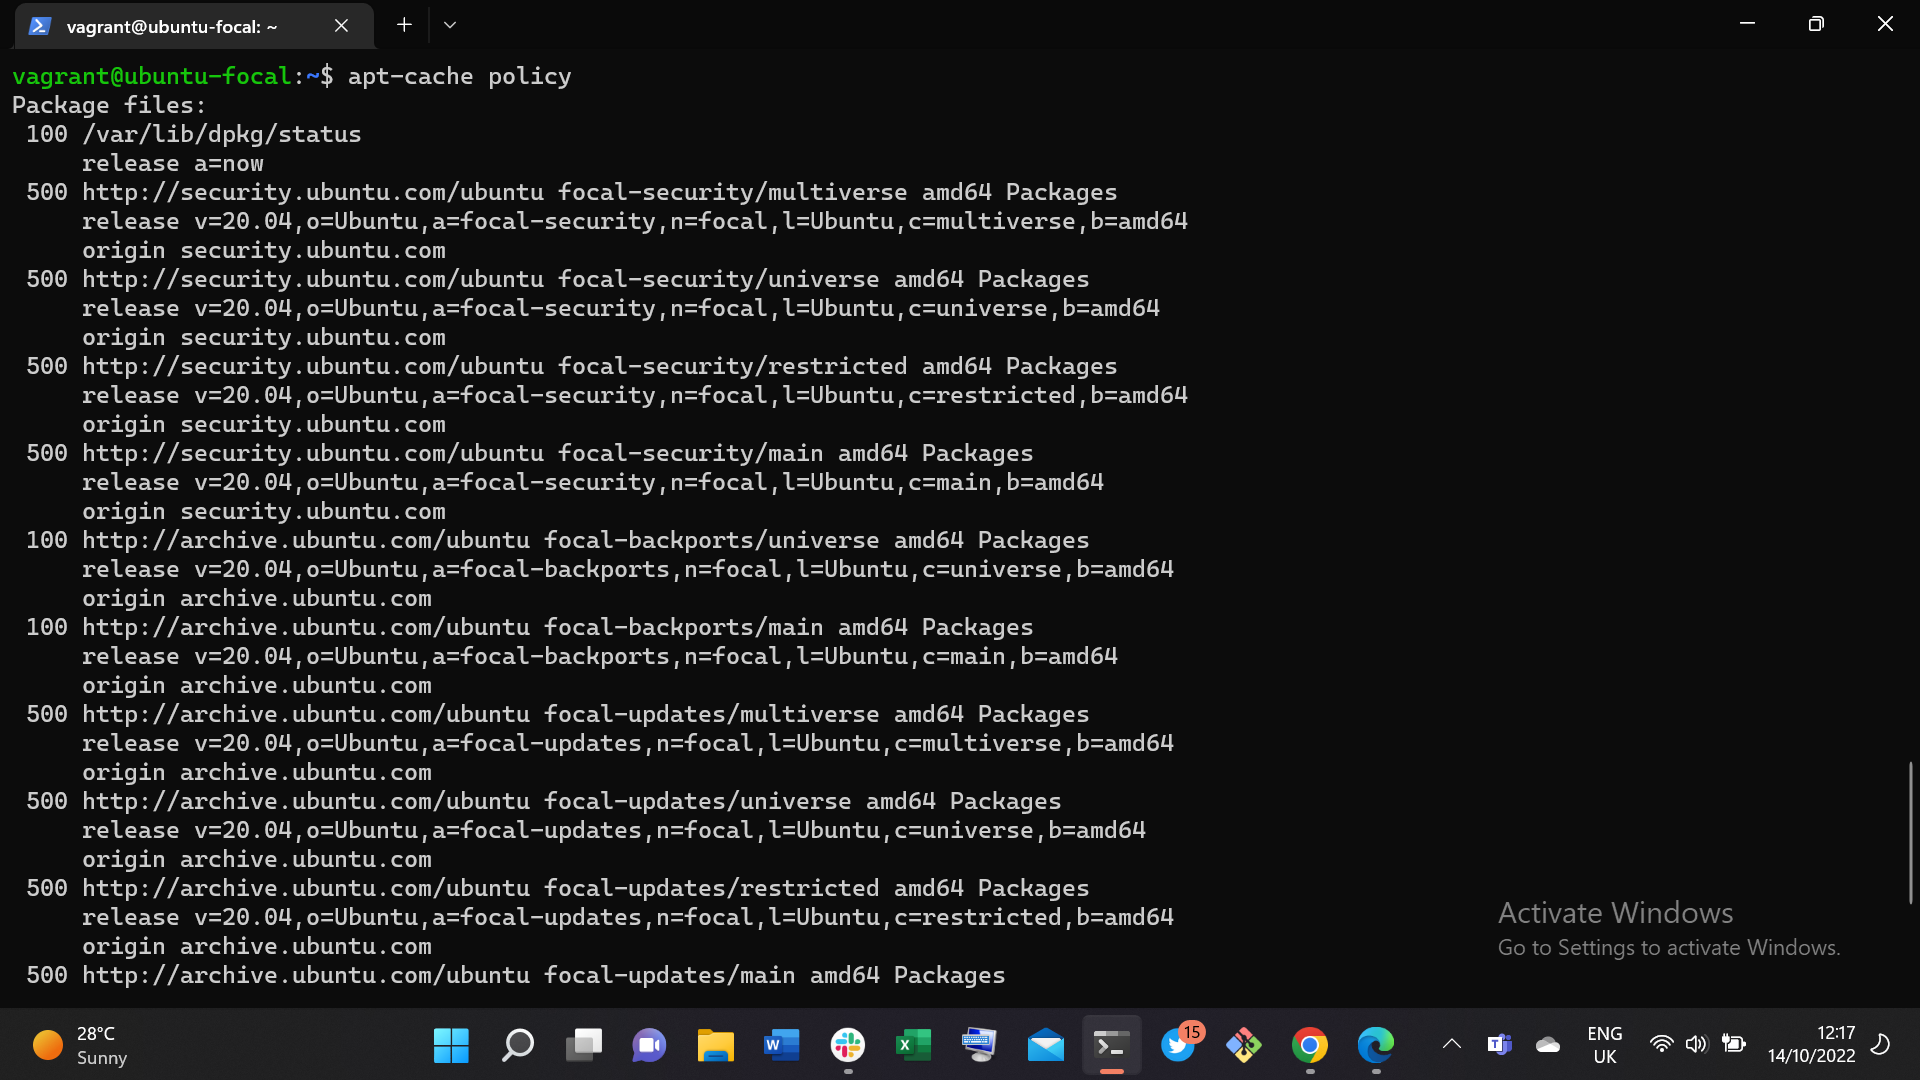 vagrant@ubuntu-focal: ~
vagrant@ubuntu-focal:~$ apt-cache policy
Package files:
 100 /var/lib/dpkg/status
     release a=now
 500 http://security.ubuntu.com/ubuntu focal-security/multiverse amd64 Packages
     release v=20.04,o=Ubuntu,a=focal-security,n=focal,l=Ubuntu,c=multiverse,b=amd64
     origin security.ubuntu.com
 500 http://security.ubuntu.com/ubuntu focal-security/universe amd64 Packages
     release v=20.04,o=Ubuntu,a=focal-security,n=focal,l=Ubuntu,c=universe,b=amd64
     origin security.ubuntu.com
 500 http://security.ubuntu.com/ubuntu focal-security/restricted amd64 Packages
     release v=20.04,o=Ubuntu,a=focal-security,n=focal,l=Ubuntu,c=restricted,b=amd64
     origin security.ubuntu.com
 500 http://security.ubuntu.com/ubuntu focal-security/main amd64 Packages
     release v=20.04,o=Ubuntu,a=focal-security,n=focal,l=Ubuntu,c=main,b=amd64
     origin security.ubuntu.com
 100 http://archive.ubuntu.com/ubuntu focal-backports/universe amd64 Packages
     release v=20.04,o=Ubuntu,a=focal-backports,n=focal,l=Ubuntu,c=universe,b=amd64
     origin archive.ubuntu.com
 100 http://archive.ubuntu.com/ubuntu focal-backports/main amd64 Packages
     release v=20.04,o=Ubuntu,a=focal-backports,n=focal,l=Ubuntu,c=main,b=amd64
     origin archive.ubuntu.com
 500 http://archive.ubuntu.com/ubuntu focal-updates/multiverse amd64 Packages
     release v=20.04,o=Ubuntu,a=focal-updates,n=focal,l=Ubuntu,c=multiverse,b=amd64
     origin archive.ubuntu.com
 500 http://archive.ubuntu.com/ubuntu focal-updates/universe amd64 Packages
     release v=20.04,o=Ubuntu,a=focal-updates,n=focal,l=Ubuntu,c=universe,b=amd64
     origin archive.ubuntu.com
 500 http://archive.ubuntu.com/ubuntu focal-updates/restricted amd64 Packages
     release v=20.04,o=Ubuntu,a=focal-updates,n=focal,l=Ubuntu,c=restricted,b=amd64
     origin archive.ubuntu.com
 500 http://archive.ubuntu.com/ubuntu focal-updates/main amd64 Packages
Activate Windows
Go to Settings to activate Windows.
28°C
Sunny
W
X
15
T
ENG
UK
12:17
14/10/2022